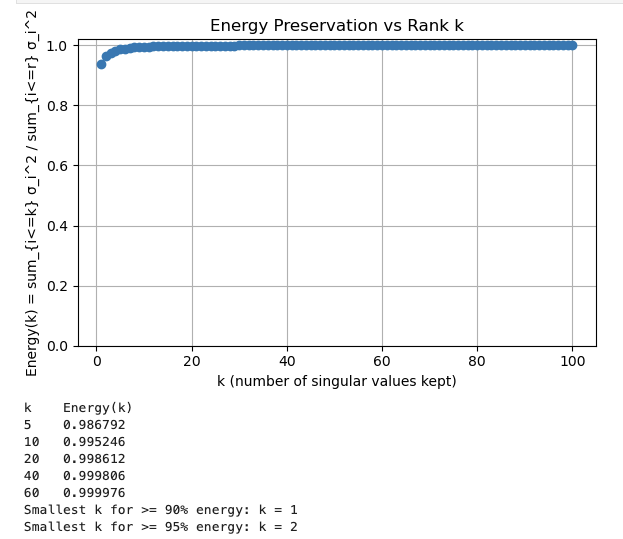 Energy Preservation vs Rank k
Energy(k) = sum_{i<=k} σ_i^2 / sum_{i<=r} σ_i^2
1.0
0.8
0.6
0.4
0.2
0.0
0 20 40 60 80 100
k (number of singular values kept)
k Energy(k)
5 0.986792
10 0.995246
20 0.998612
40 0.999806
60 0.999976
Smallest k for >= 90% energy: k = 1
Smallest k for >= 95% energy: k = 2